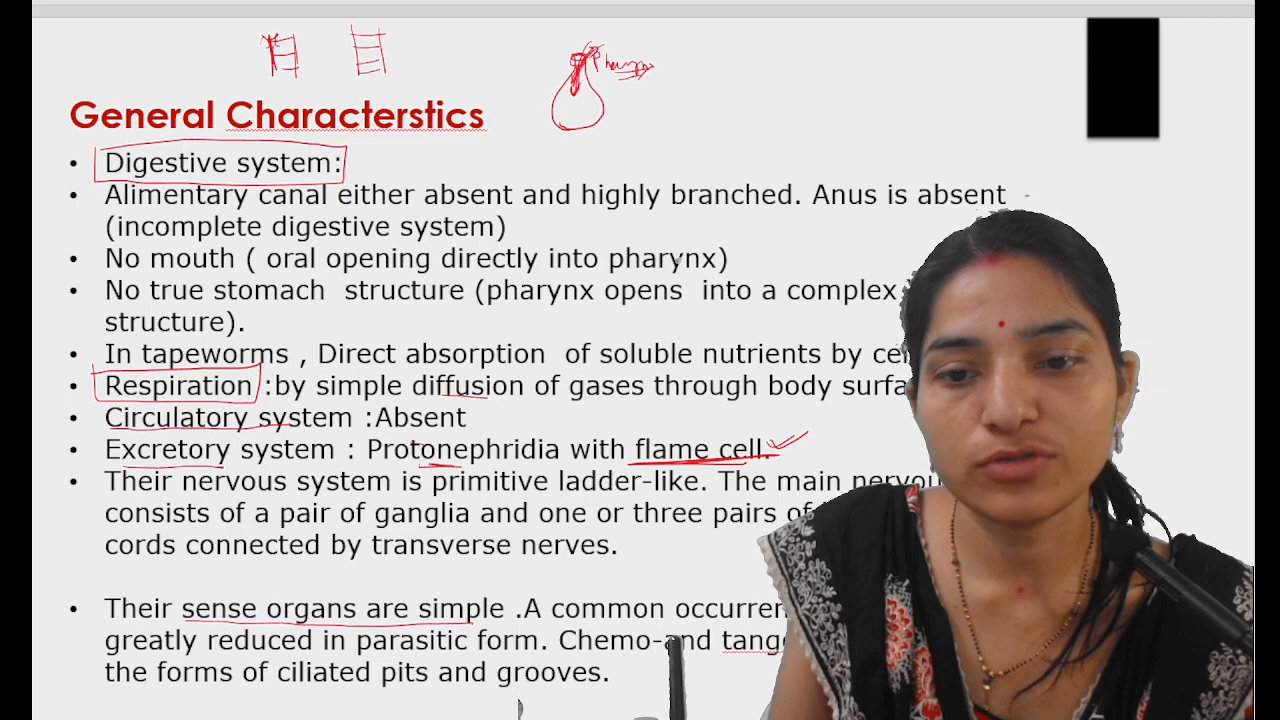 General Characterstics
• Digestive system:
• Alimentary canal either absent and highly branched. Anus is absent
(incomplete digestive system)
• No mouth ( oral opening directly into pharynx)
• No true stomach structure (pharynx opens into a complex
structure).
• In tapeworms , Direct absorption of soluble nutrients by
• Respiration :by simple diffusion of gases through body
• Circulatory system :Absent
• Excretory system : Protonephridia with flame cell.
• Their nervous system is primitive ladder-like. The main
consists of a pair of ganglia and one or three pairs of
cords connected by transverse nerves.
• Their sense organs are simple .A common
greatly reduced in parasitic form. Chemo-and
the forms of ciliated pits and grooves.